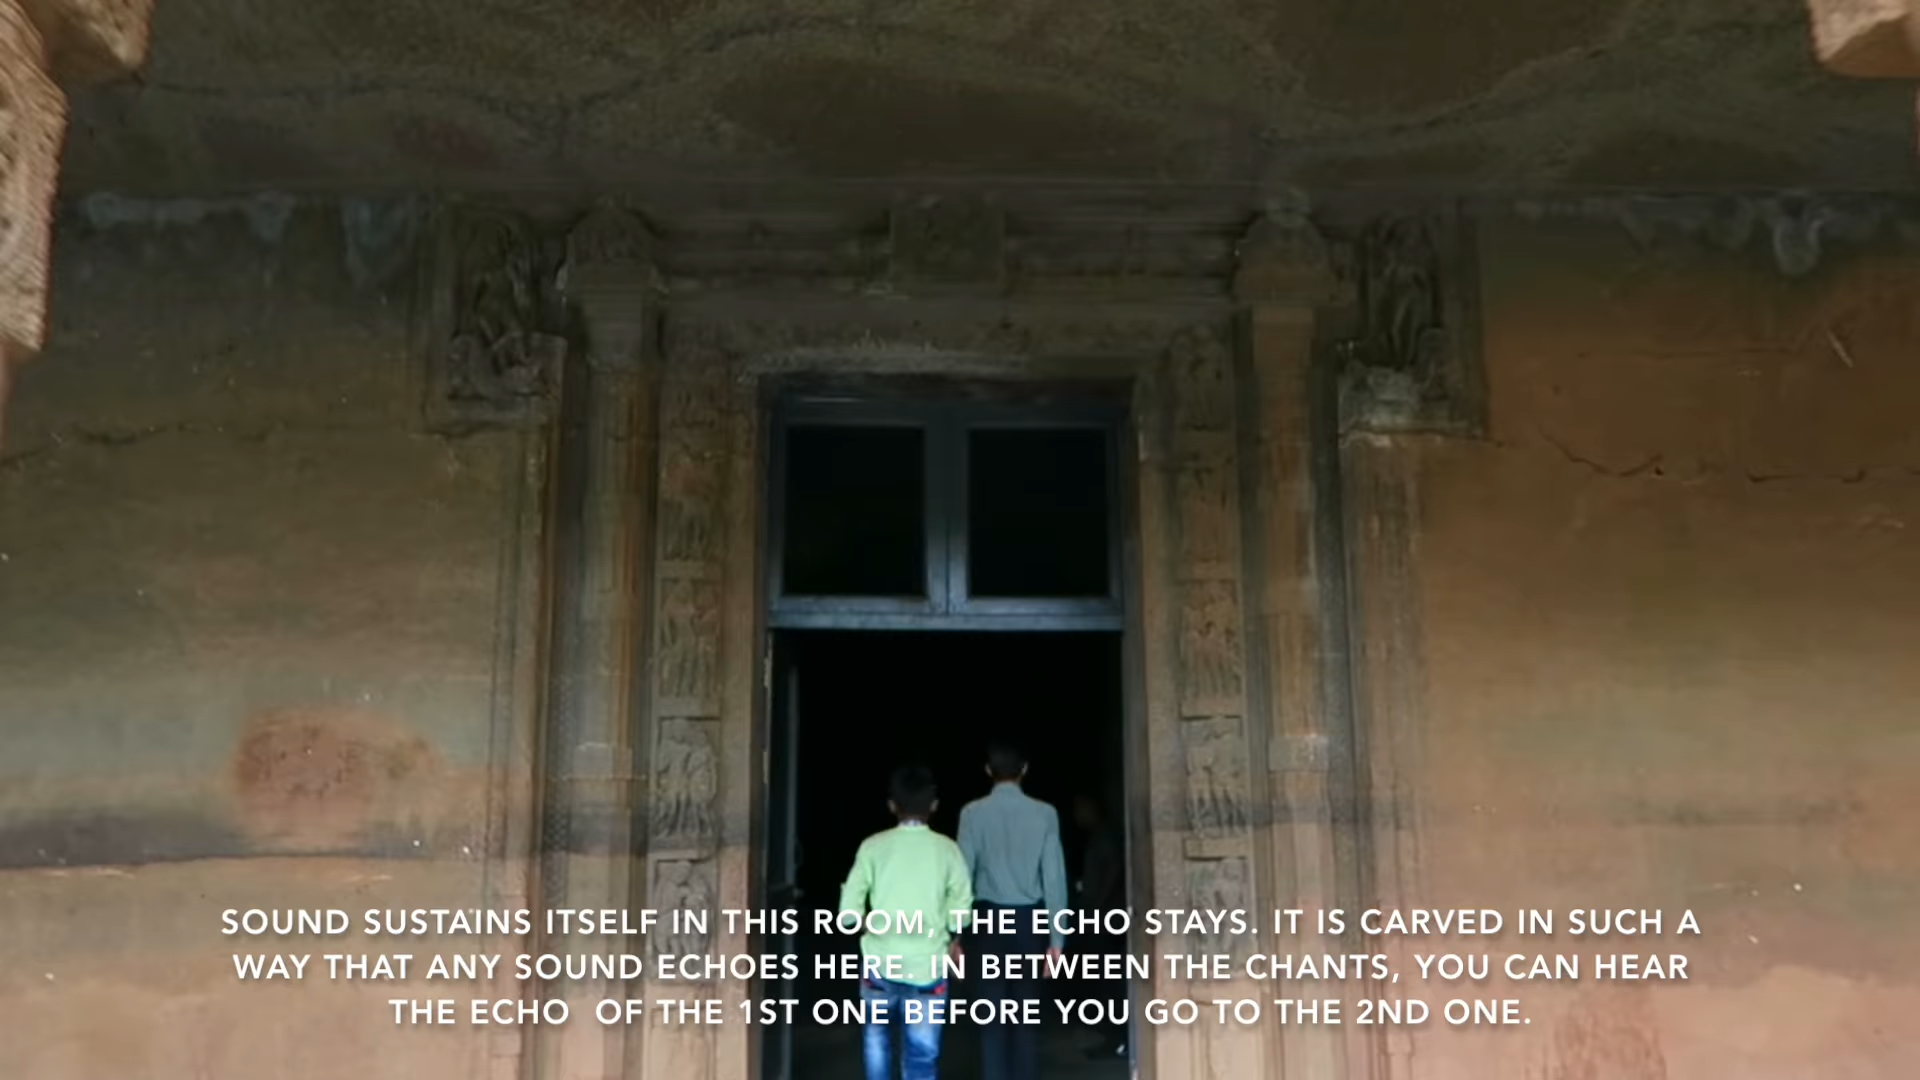 SOUND SUSTAINS ITSELF IN THIS ROOM, THE ECHO STAYS. IT IS CARVED IN SUCH A
WAY THAT ANY SOUND ECHOES HERE. IN BETWEEN THE CHANTS, YOU CAN HEAR
THE ECHO  OF THE 1ST ONE BEFORE YOU GO TO THE 2ND ONE.